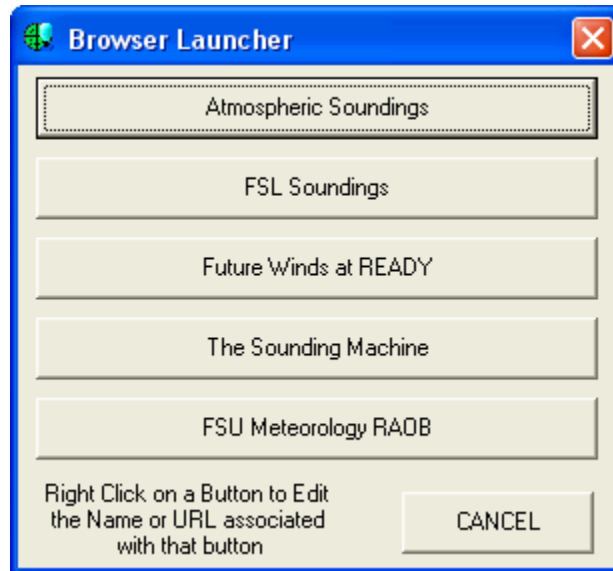 Browser Launcher
Atmospheric Soundings
FSL Soundings
Future Winds at READY
The Sounding Machine
FSU Meteorology RAOB
Right Click on a Button to Edit
the Name or URL associated
with that button
CANCEL